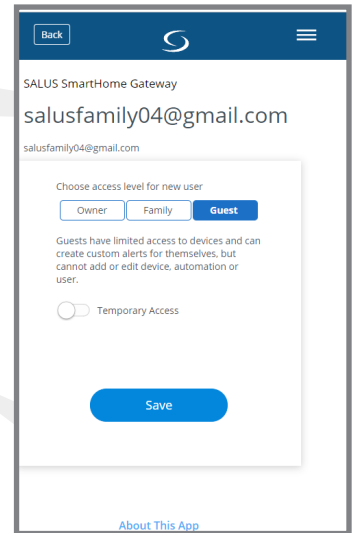 Back
SALUS SmartHome Gateway
salusfamily04@gmail.com
salusfamily04@gmail.com
Choose access level for new user
Owner Family Guest
Guests have limited access to devices and can
create custom alerts for themselves, but
cannot add or edit device, automation or
user.
Temporary Access
Save
About This App